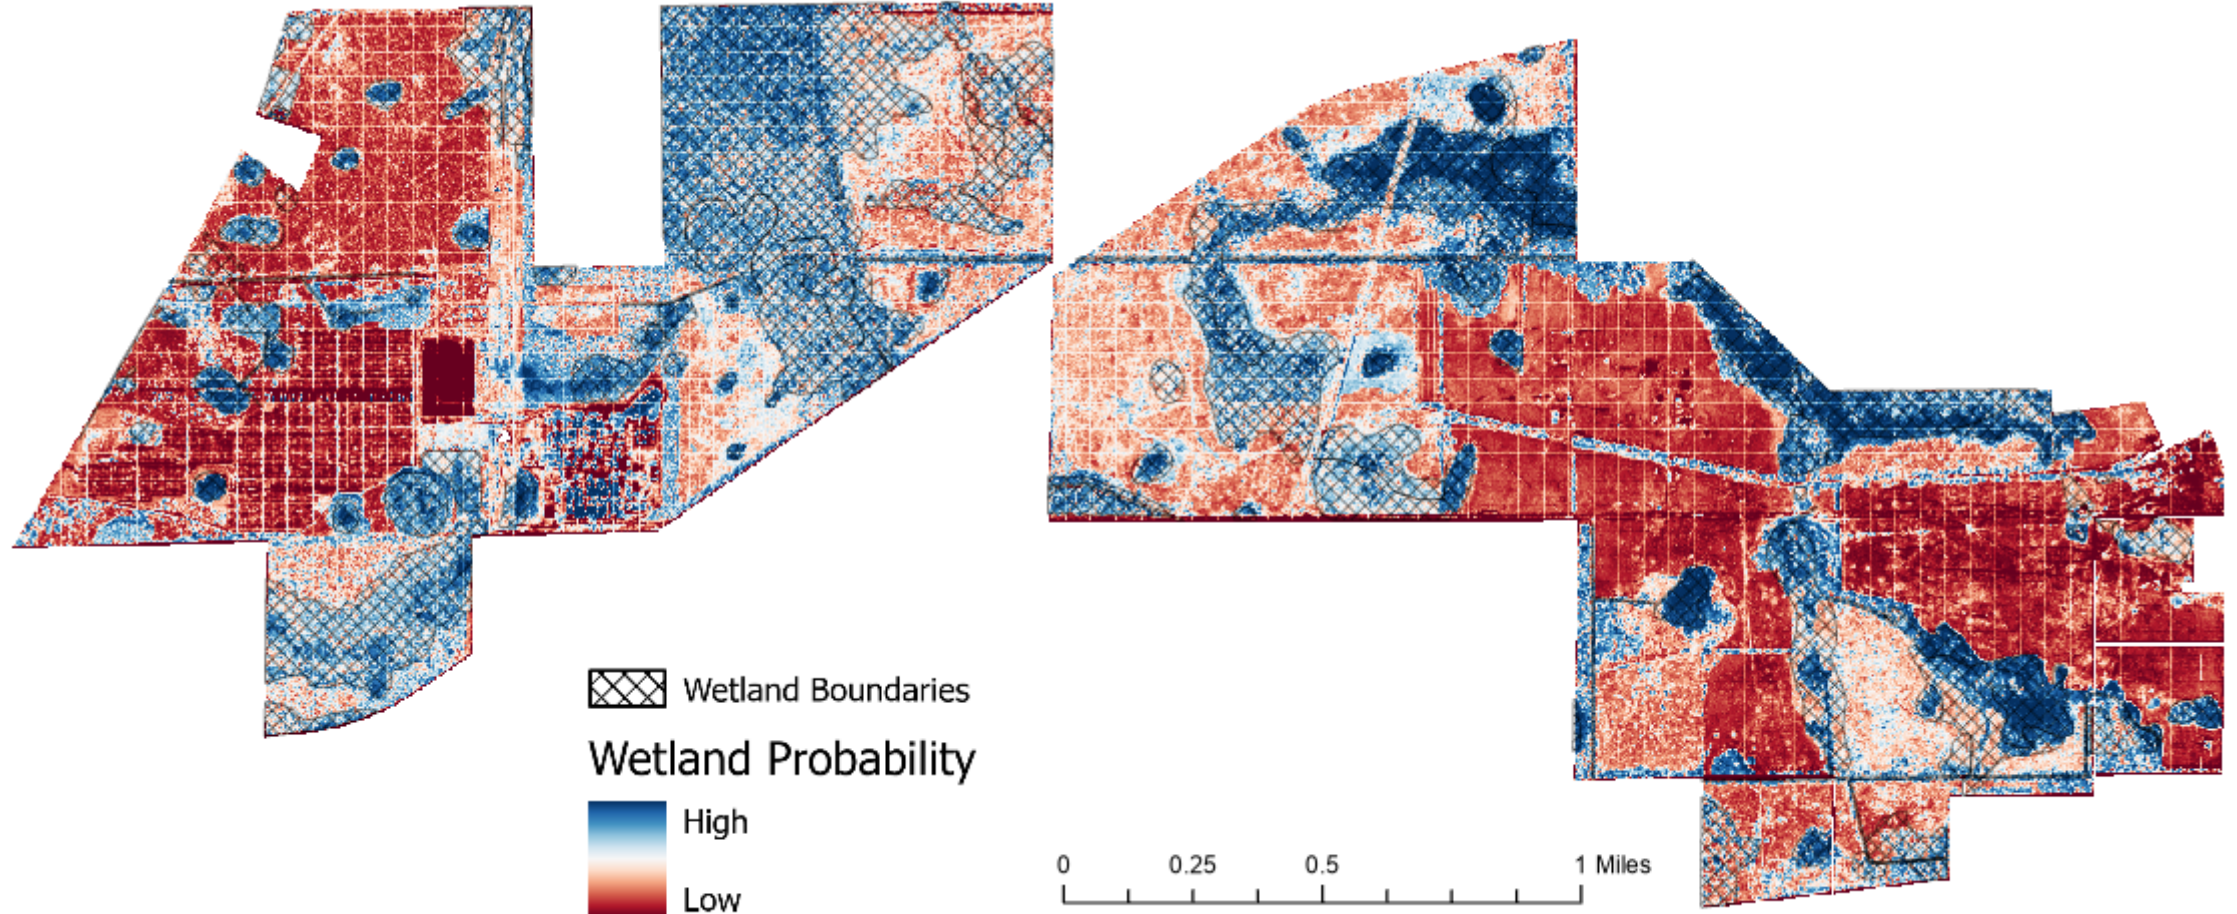 Wetland Boundaries
Wetland Probability
High
Low
0 0.25 0.5 1 Miles